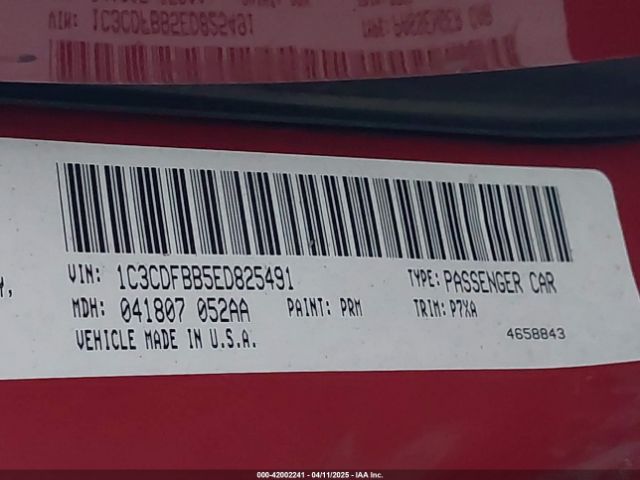 Y,
VIN: 1C3CDFBB5ED825491 TYPE: PASSENGER CAR
MDH: 041807 052AA PAINT: PRM TRIM: P7XA
VEHICLE MADE IN U.S.A. 4658843
000-42002241 - 04/11/2025 - IAA Inc.